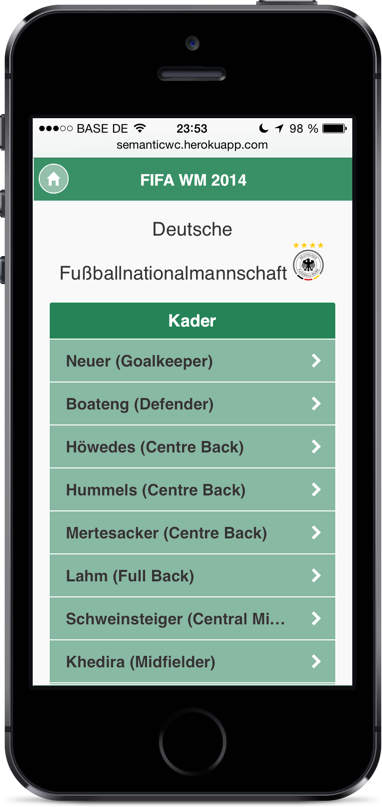 BASE DE 23:53 98 %
semanticwc.herokuapp.com
FIFA WM 2014
Deutsche
Fußballnationalmannschaft
Kader
Neuer (Goalkeeper)
Boateng (Defender)
Höwedes (Centre Back)
Hummels (Centre Back)
Mertesacker (Centre Back)
Lahm (Full Back)
Schweinsteiger (Central Mi...
Khedira (Midfielder)